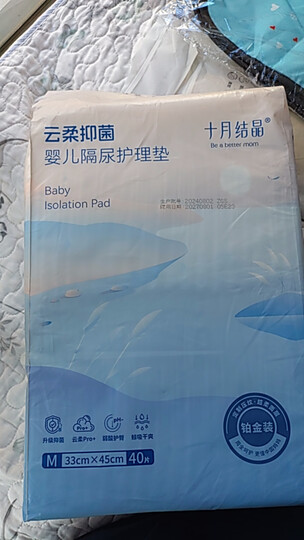 十月结晶®
Be a better mom
云柔抑菌
婴儿隔尿护理垫
Baby
Isolation Pad
铂金装
升级抑菌
云柔Pro+
弱酸护臀
瞬吸干爽
M 33cm×45cm 40片